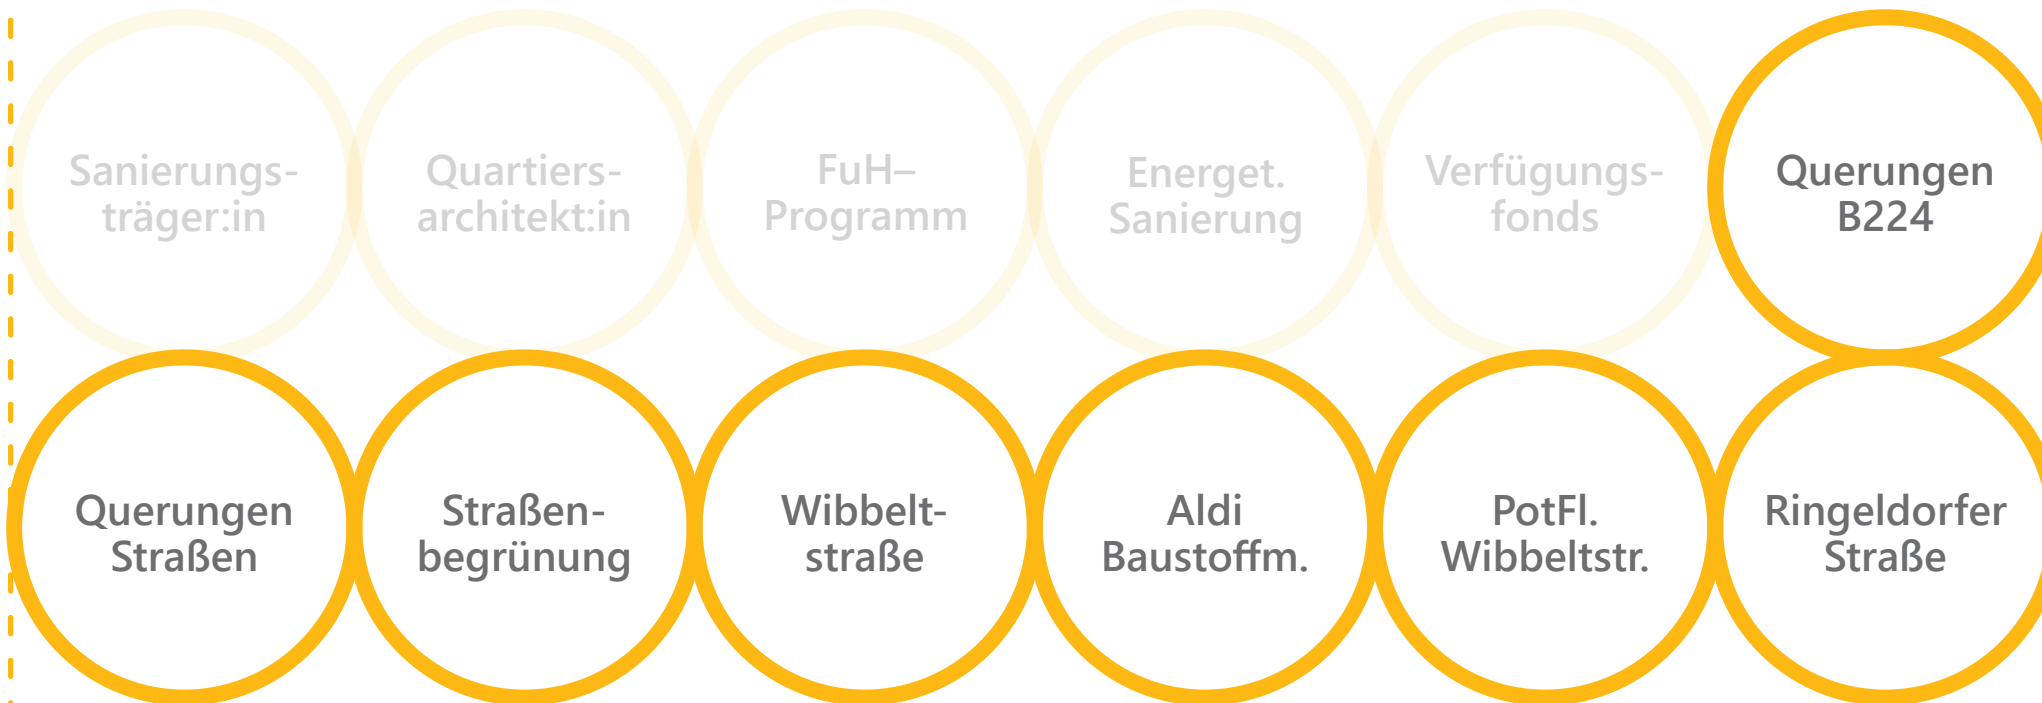 Sanierungs-
träger:in
Quartiers-
architekt:in
FuH–
Programm
Energet.
Sanierung
Verfügungs-
fonds
Querungen
B224
Querungen
Straßen
Straßen-
begrünung
Wibbelt-
straße
Aldi
Baustoffm.
PotFl.
Wibbeltstr.
Ringeldorfer
Straße